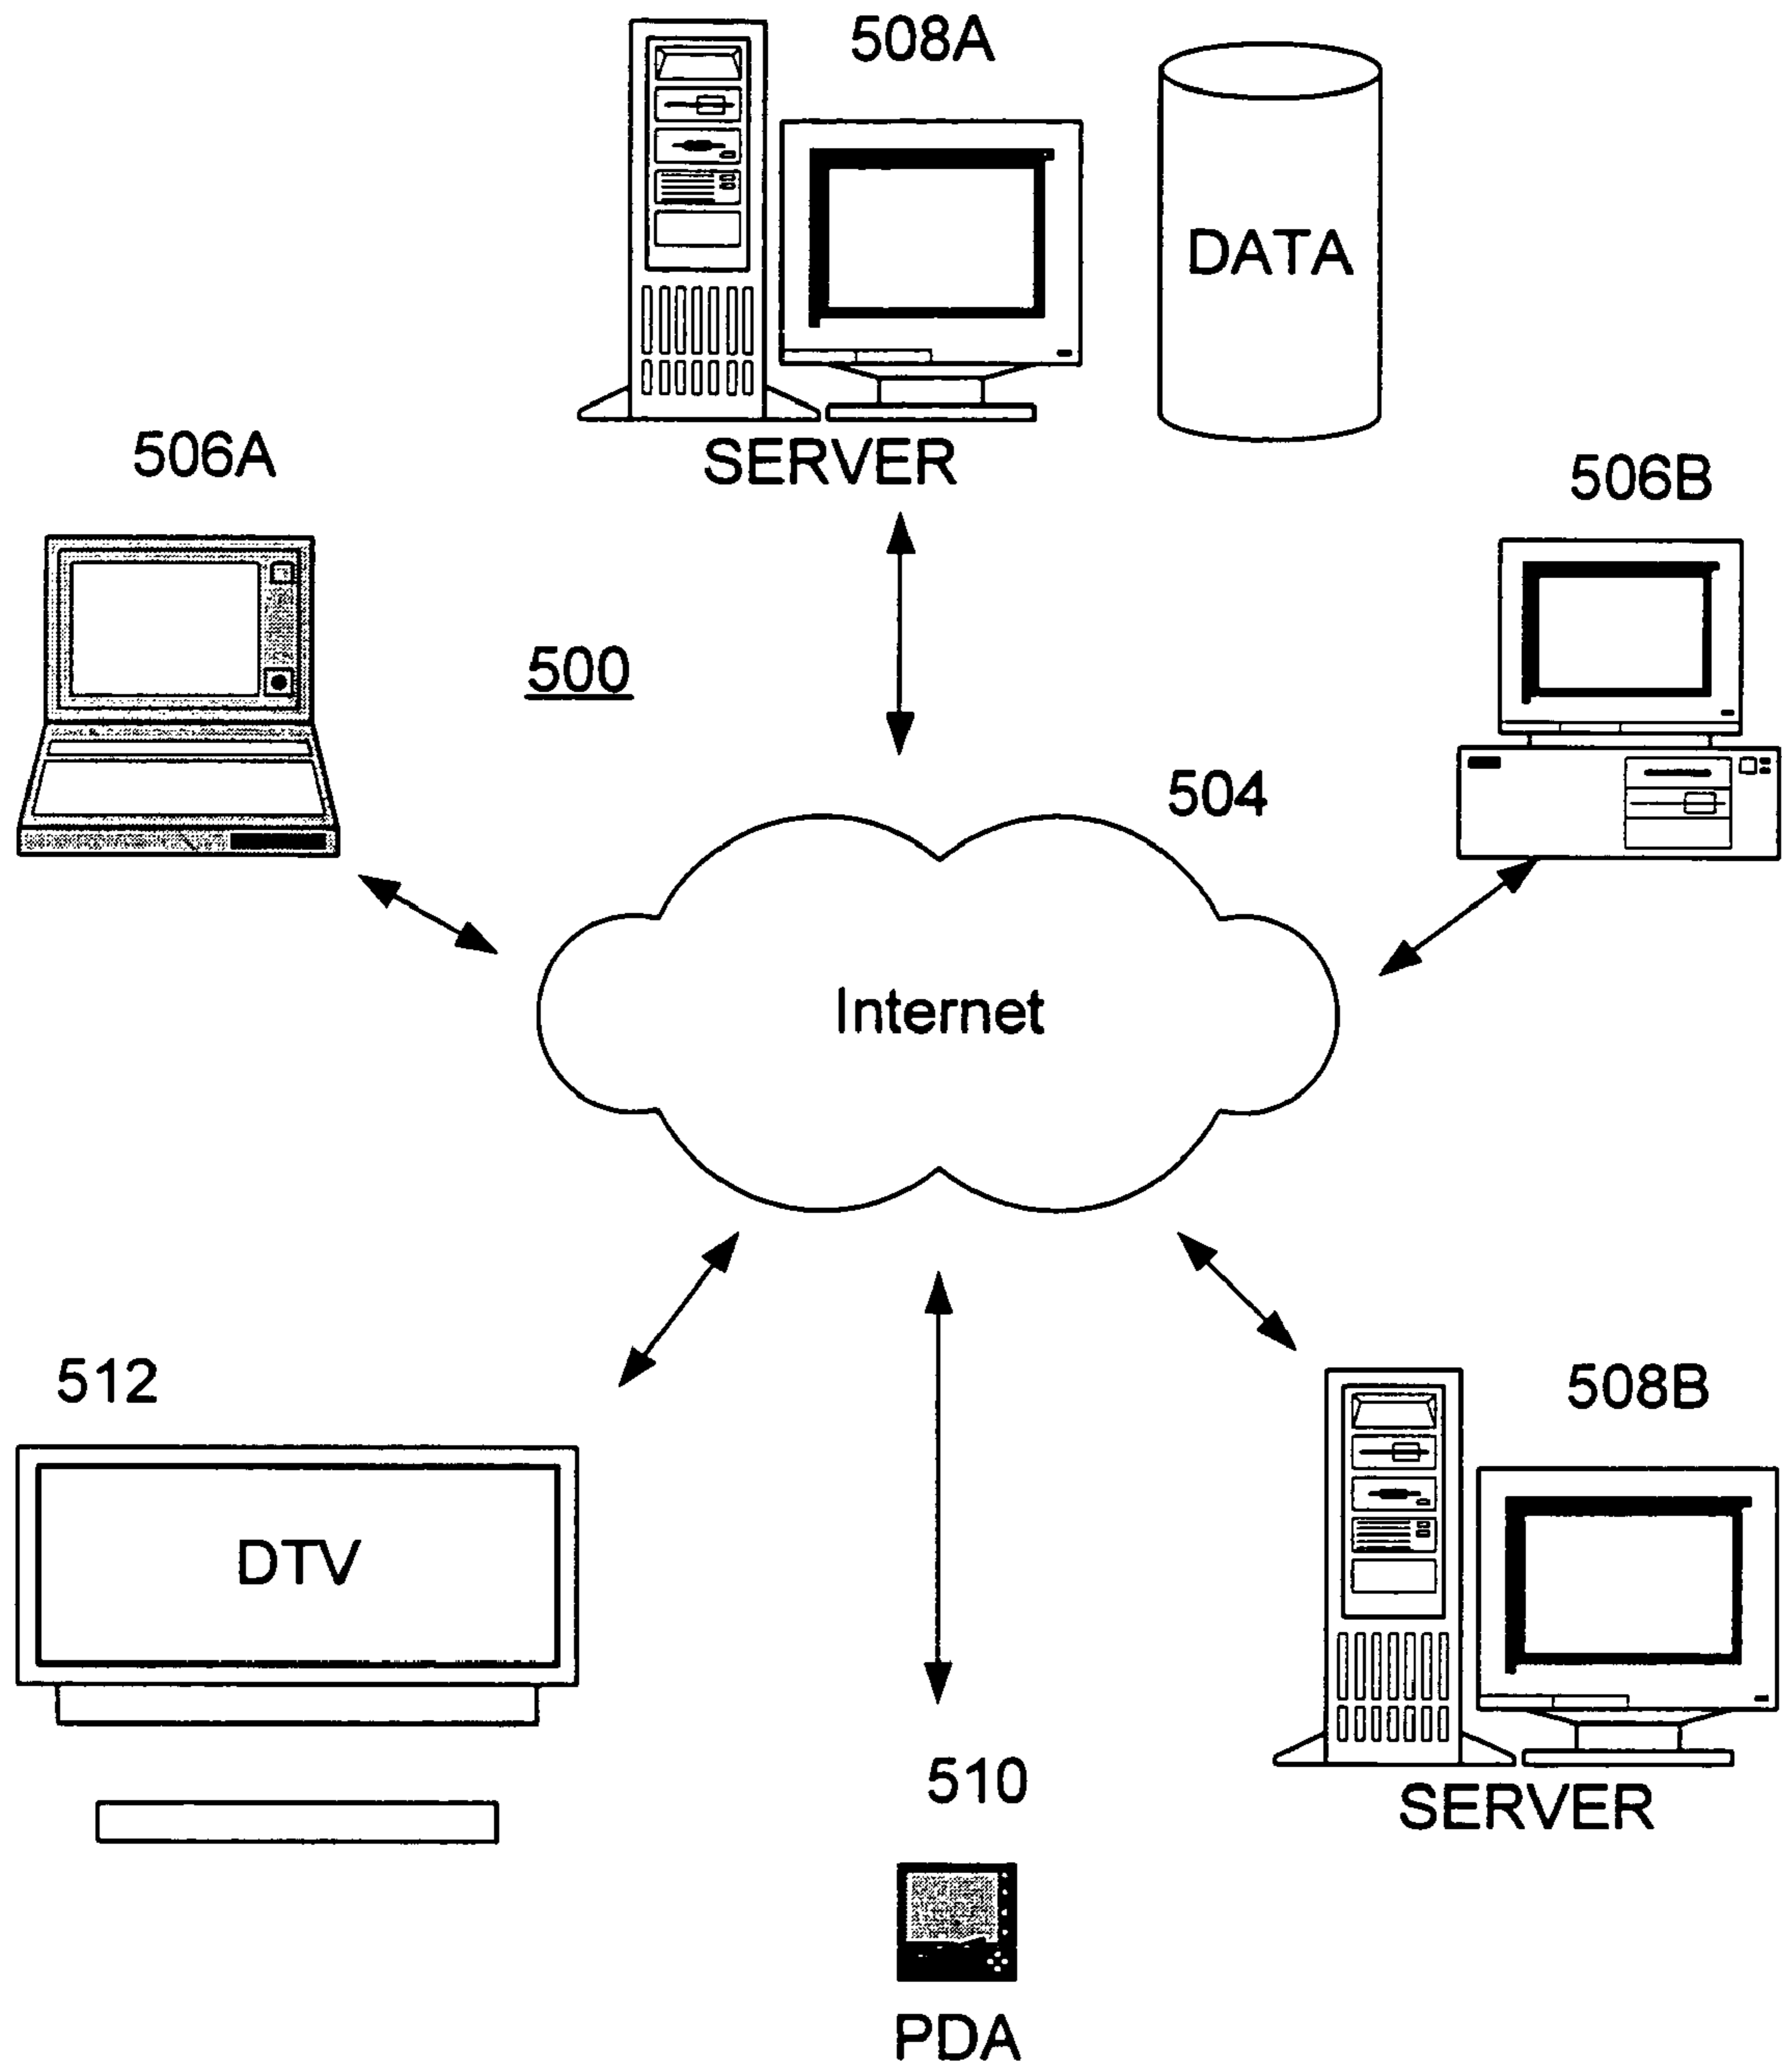 508A
DATA
SERVER
506A
506B
500
504
Internet
512
508B
DTV
510
SERVER
PDA